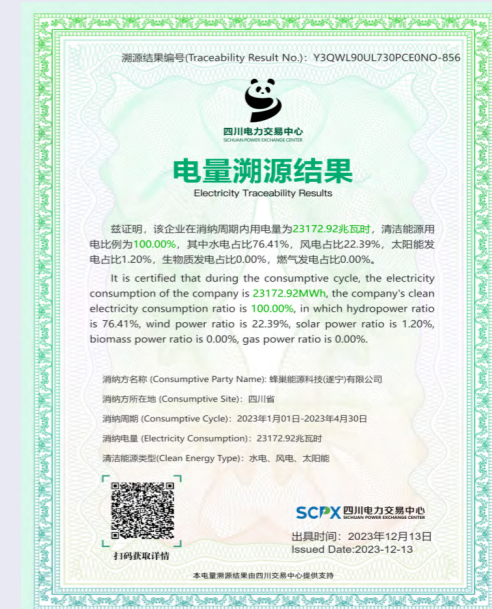 溯源结果编号(Traceability Result No.): Y3QWL90UL730PCE0NO-856
四川电力交易中心
SICHUAN POWER EXCHANGE CENTER
电量溯源结果
Electricity Traceability Results
兹证明，该企业在消纳周期内用电量为23172.92兆瓦时，清洁能源用
电比例为100.00%，其中水电占比76.41%，风电占比22.39%，太阳能发
电占比1.20%，生物质发电占比0.00%，燃气发电占比0.00%。
It is certified that during the consumptive cycle, the electricity
consumption of the company is 23172.92MWh, the company's clean
electricity consumption ratio is 100.00%, in which hydropower ratio
is 76.41%, wind power ratio is 22.39%, solar power ratio is 1.20%,
biomass power ratio is 0.00%, gas power ratio is 0.00%.
消纳方名称 (Consumptive Party Name): 蜂巢能源科技(遂宁)有限公司
消纳方所在地 (Consumptive Site): 四川省
消纳周期 (Consumptive Cycle): 2023年1月01日-2023年4月30日
消纳电量 (Electricity Consumption): 23172.92兆瓦时
清洁能源类型(Clean Energy Type): 水电、风电、太阳能
扫码获取详情
SCPX 四川电力交易中心
SICHUAN POWER EXCHANGE CENTER
出具时间: 2023年12月13日
Issued Date:2023-12-13
本电量溯源结果由四川交易中心提供支持